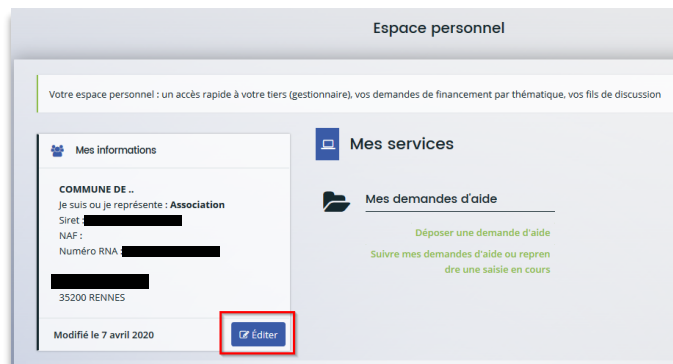 Espace personnel
Votre espace personnel : un accès rapide à votre tiers (gestionnaire), vos demandes de financement par thématique, vos fils de discussion
Mes informations
COMMUNE DE ..
Je suis ou je représente : Association
Siret :
NAF :
Numéro RNA :
35200 RENNES
Modifié le 7 avril 2020
Éditer
Mes services
Mes demandes d'aide
Déposer une demande d'aide
Suivre mes demandes d'aide ou repren
dre une saisie en cours